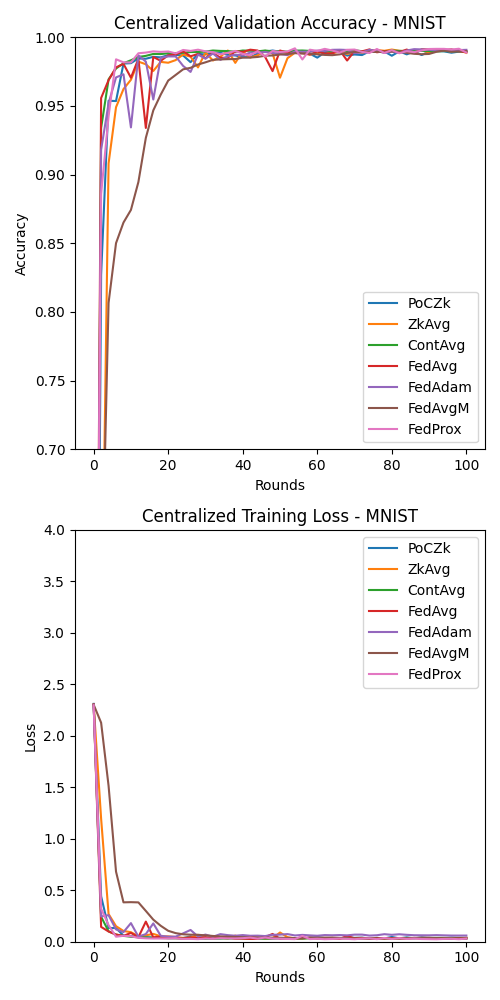 Centralized Validation Accuracy - MNIST
1.00
0.95
0.90
0.85
0.80
0.75
0.70
Accuracy
PoCZk
ZkAvg
ContAvg
FedAvg
FedAdam
FedAvgM
FedProx
0 20 40 60 80 100
Rounds
Centralized Training Loss - MNIST
4.0
3.5
3.0
2.5
2.0
1.5
1.0
0.5
0.0
Loss
PoCZk
ZkAvg
ContAvg
FedAvg
FedAdam
FedAvgM
FedProx
0 20 40 60 80 100
Rounds